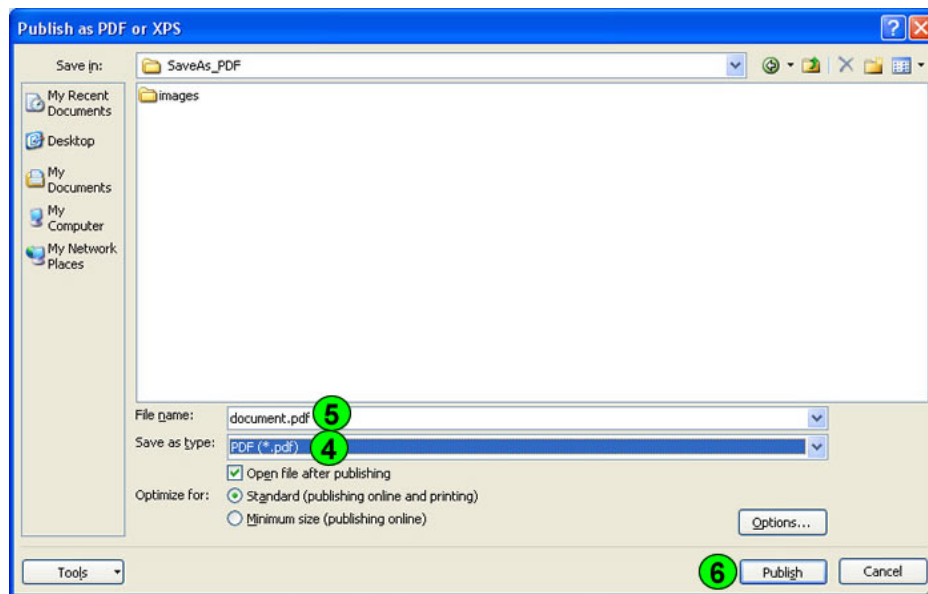 Publish as PDF or XPS
Save in:
SaveAs_PDF
My Recent
Documents
Desktop
My
Documents
My
Computer
My Network
Places
images
File name:
document.pdf
5
Save as type:
PDF (*.pdf)
4
Open file after publishing
Optimize for:
Standard (publishing online and printing)
Minimum size (publishing online)
Options...
Tools
6
Publish
Cancel